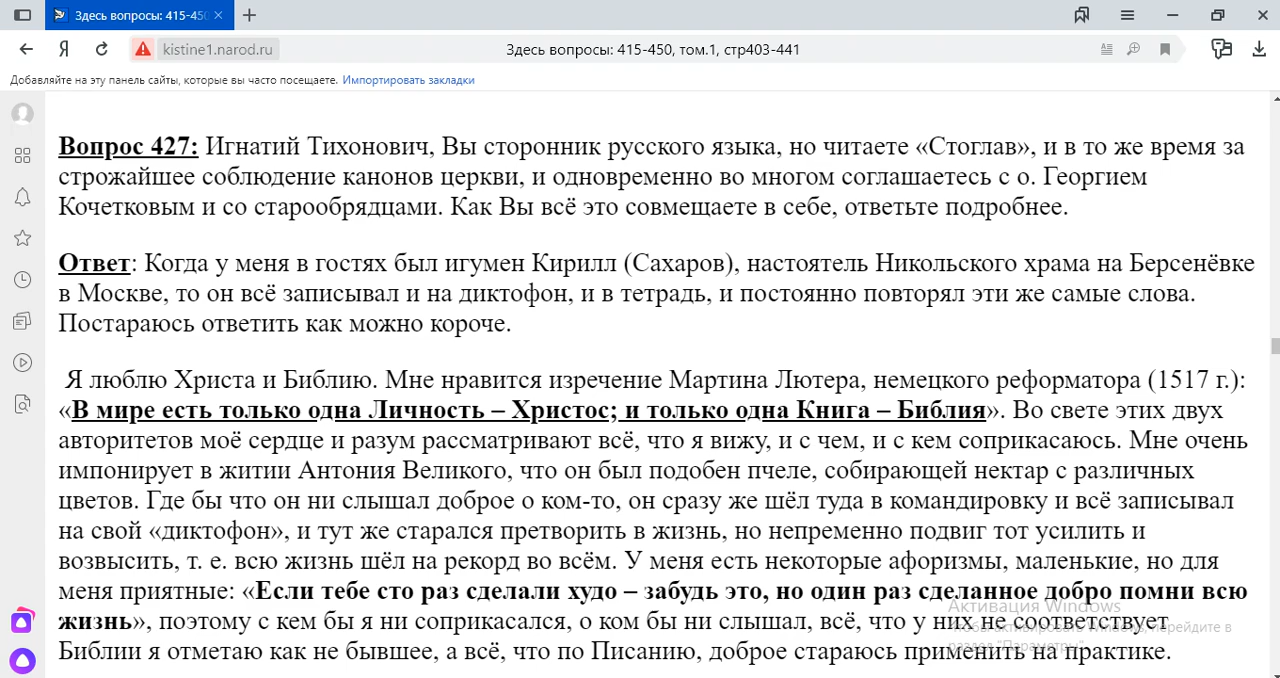 Здесь вопросы: 415-450
kistine1.narod.ru
Здесь вопросы: 415-450, том.1, стр403-441
Добавляйте на эту панель сайты, которые вы часто посещаете. Импортировать закладки
Вопрос 427: Игнатий Тихонович, Вы сторонник русского языка, но читаете «Стоглав», и в то же время за
строжайшее соблюдение канонов церкви, и одновременно во многом соглашаетесь с о. Георгием
Кочетковым и со старообрядцами. Как Вы всё это совмещаете в себе, ответьте подробнее.
Ответ: Когда у меня в гостях был игумен Кирилл (Сахаров), настоятель Никольского храма на Берсенёвке
в Москве, то он всё записывал и на диктофон, и в тетрадь, и постоянно повторял эти же самые слова.
Постараюсь ответить как можно короче.
Я люблю Христа и Библию. Мне нравится изречение Мартина Лютера, немецкого реформатора (1517 г.):
«В мире есть только одна Личность – Христос; и только одна Книга – Библия». Во свете этих двух
авторитетов моё сердце и разум рассматривают всё, что я вижу, и с чем, и с кем соприкасаюсь. Мне очень
импонирует в житии Антония Великого, что он был подобен пчеле, собирающей нектар с различных
цветов. Где бы что он ни слышал доброе о ком-то, он сразу же шёл туда в командировку и всё записывал
на свой «диктофон», и тут же старался претворить в жизнь, но непременно подвиг тот усилить и
возвысить, т. е. всю жизнь шёл на рекорд во всём. У меня есть некоторые афоризмы, маленькие, но для
меня приятные: «Если тебе сто раз сделали худо – забудь это, но один раз сделанное добро помни всю
жизнь», поэтому с кем бы я ни соприкасался, о ком бы ни слышал, всё, что у них не соответствует
Библии я отметаю как не бывшее, а всё, что по Писанию, доброе стараюсь применить на практике.
Активация Windows
Чтобы активировать Windows, перейдите в
раздел "Параметры".